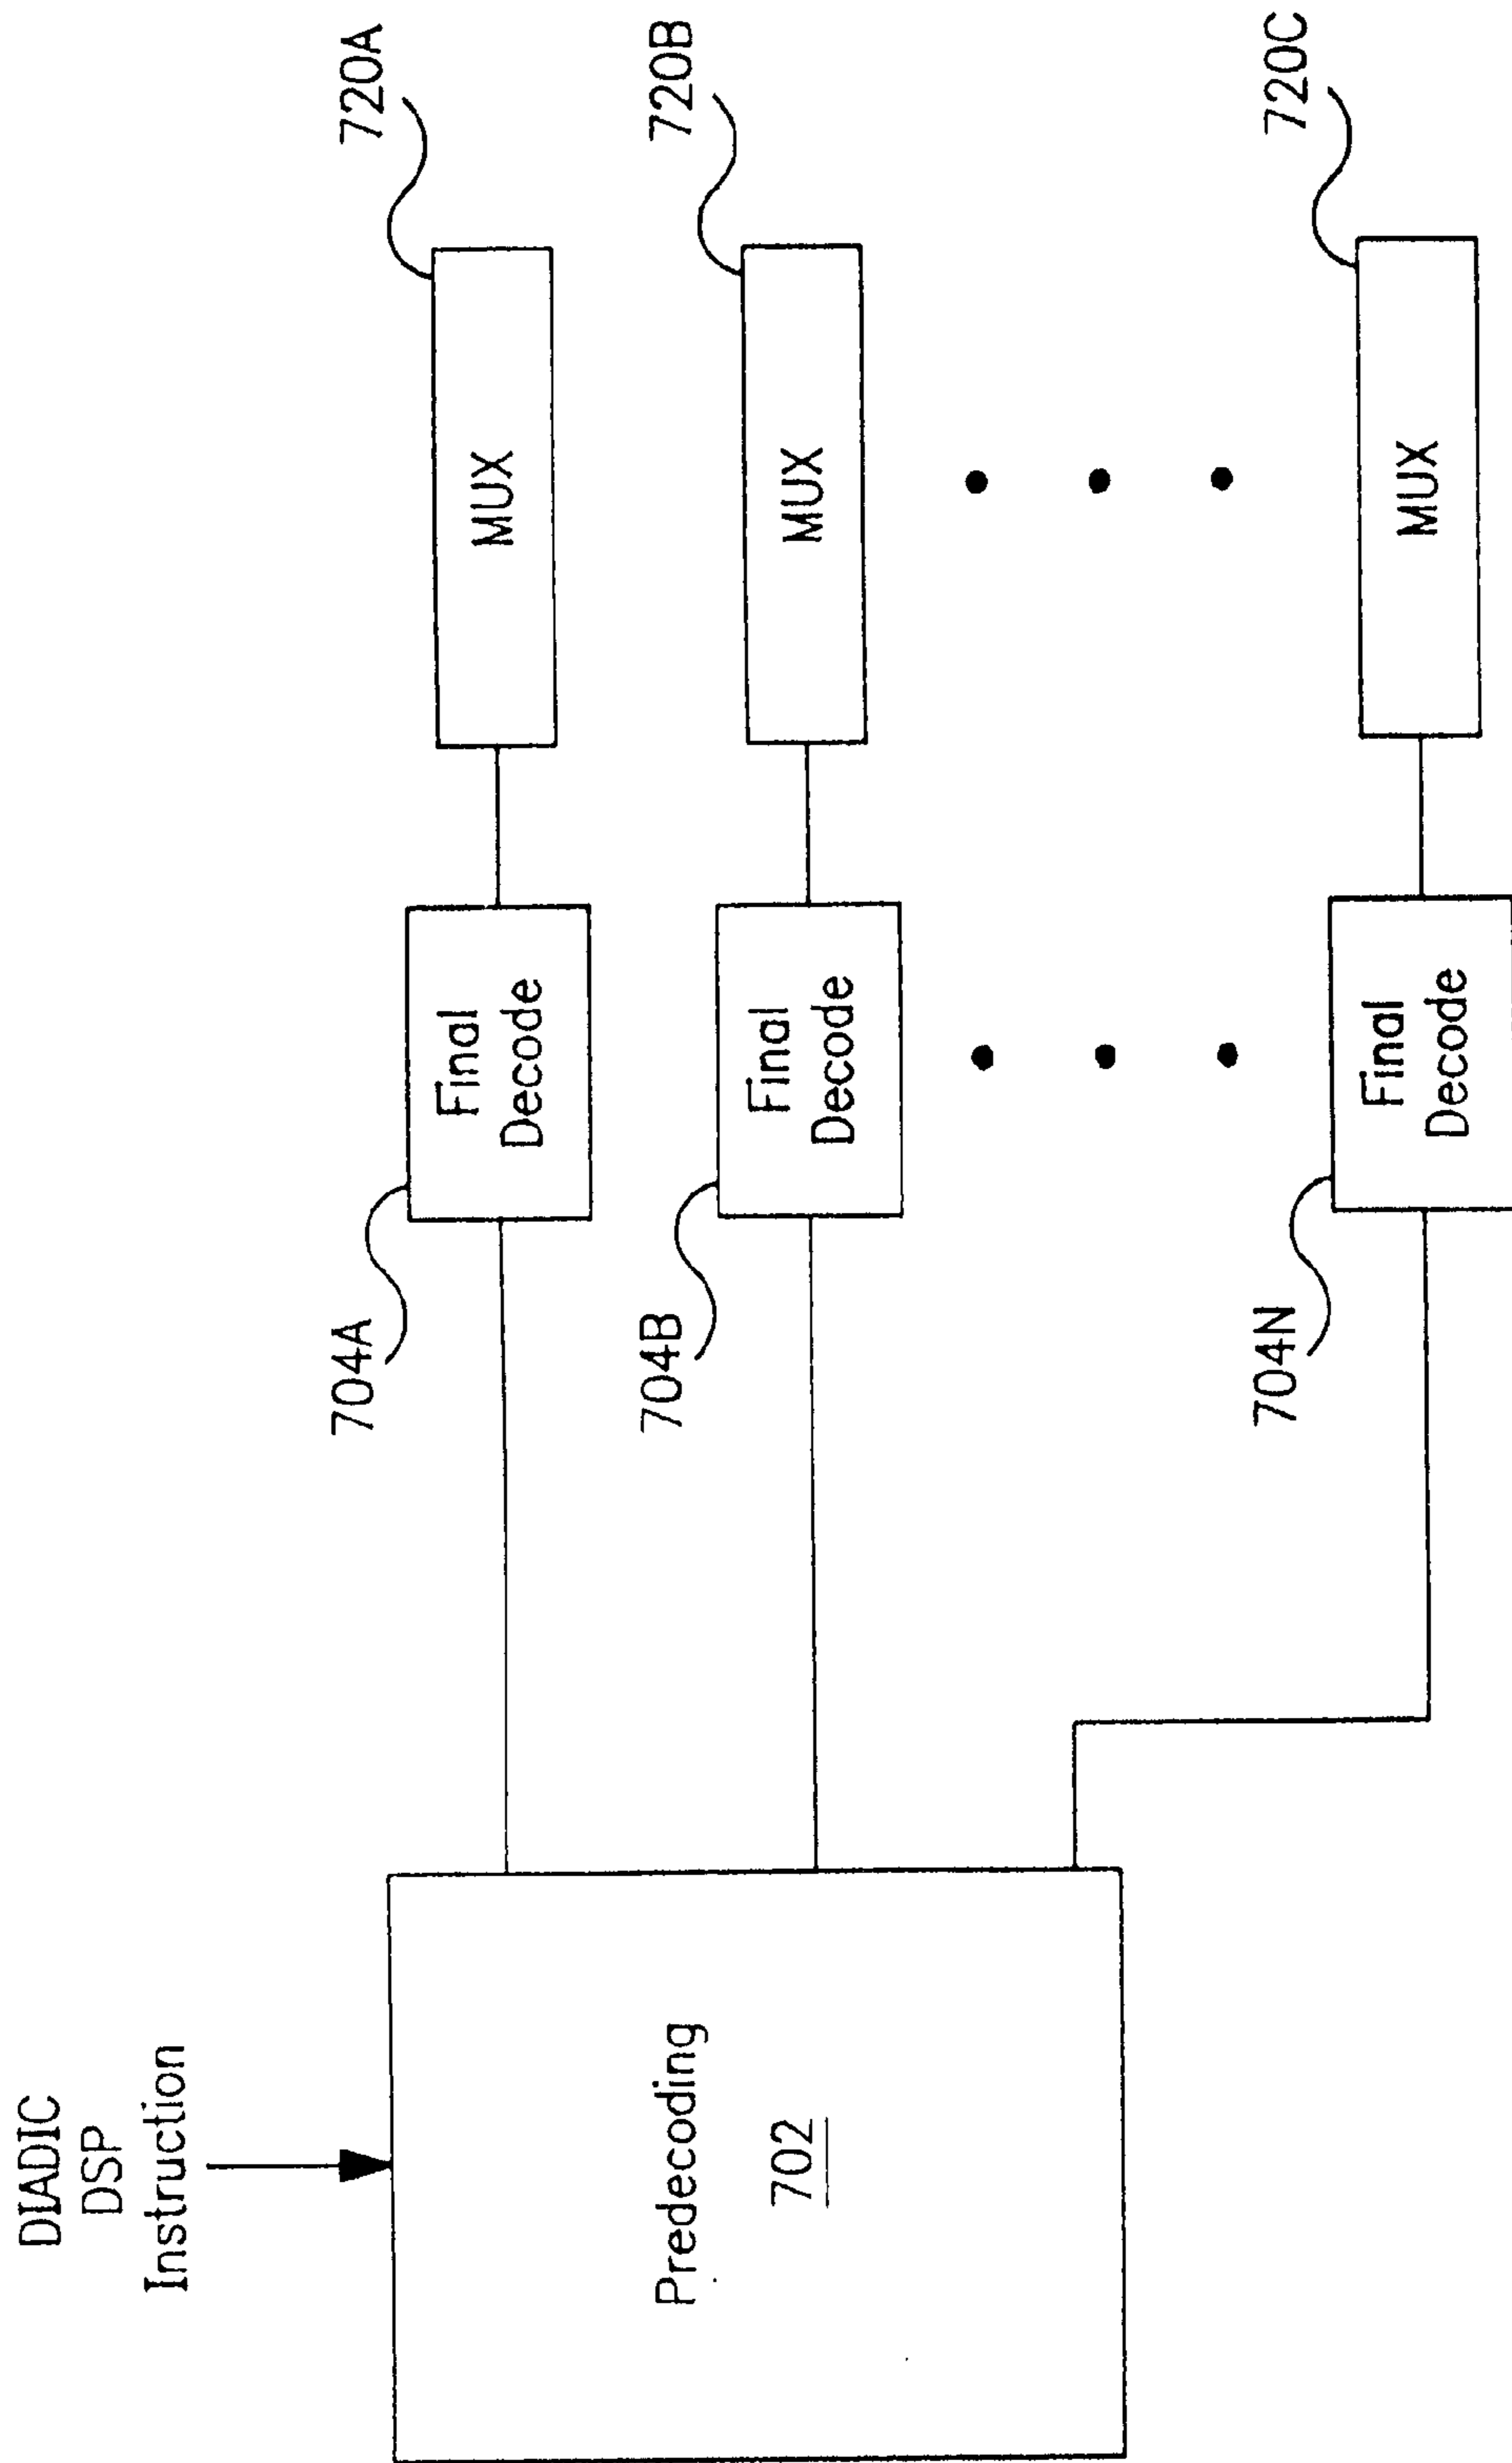 DIADIC
DSP
Instruction
Predecoding
702
704A
Final
Decode
MUX
720A
704B
Final
Decode
MUX
720B
704N
Final
Decode
MUX
720C